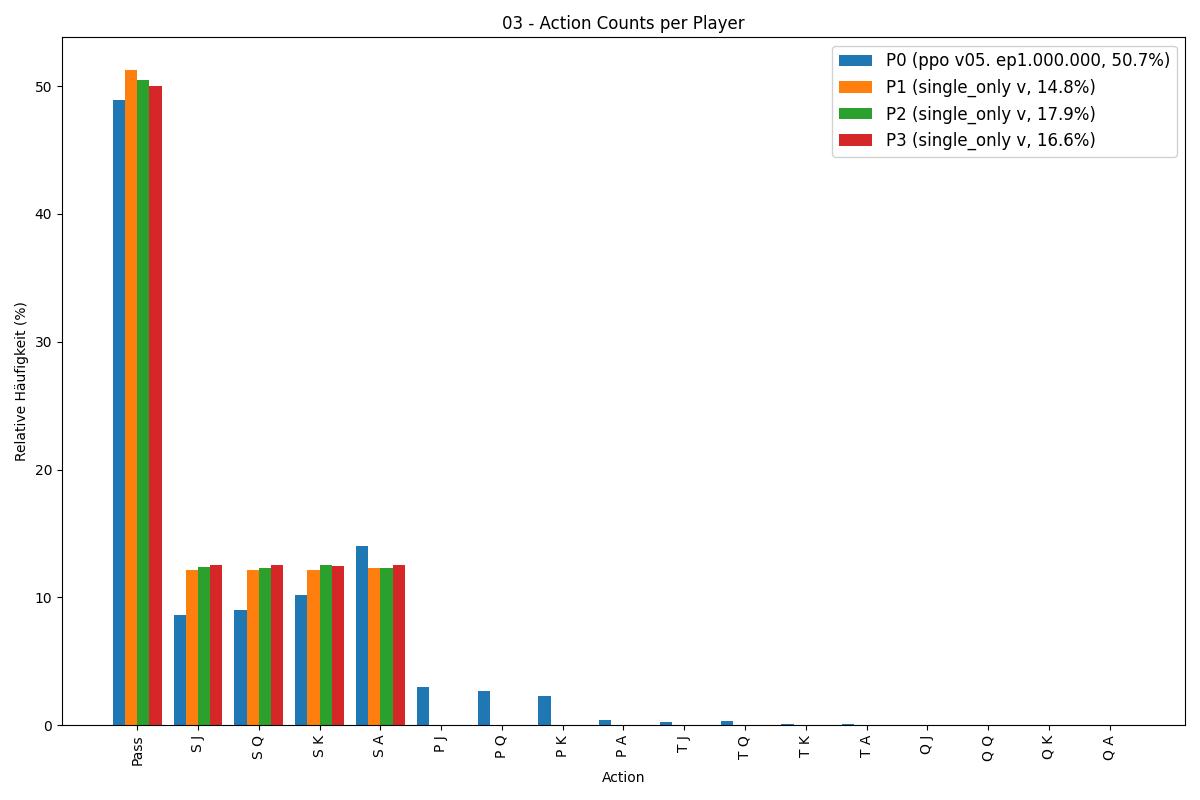 03 - Action Counts per Player
P0 (ppo v05. ep1.000.000, 50.7%)
P1 (single_only v, 14.8%)
P2 (single_only v, 17.9%)
P3 (single_only v, 16.6%)
Relative Häufigkeit (%)
50
40
30
20
10
0
Pass
S J
S Q
S K
S A
P J
P Q
P K
P A
T J
T Q
T K
T A
Q J
Q Q
Q K
Q A
Action